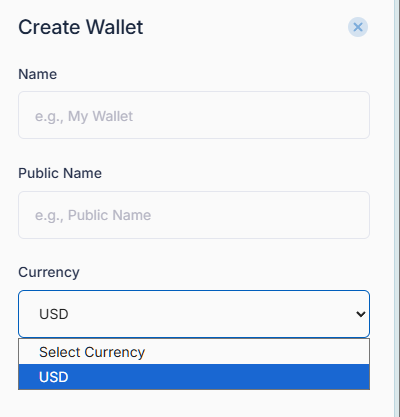 Create Wallet
Name
e.g., My Wallet
Public Name
e.g., Public Name
Currency
USD
Select Currency
USD